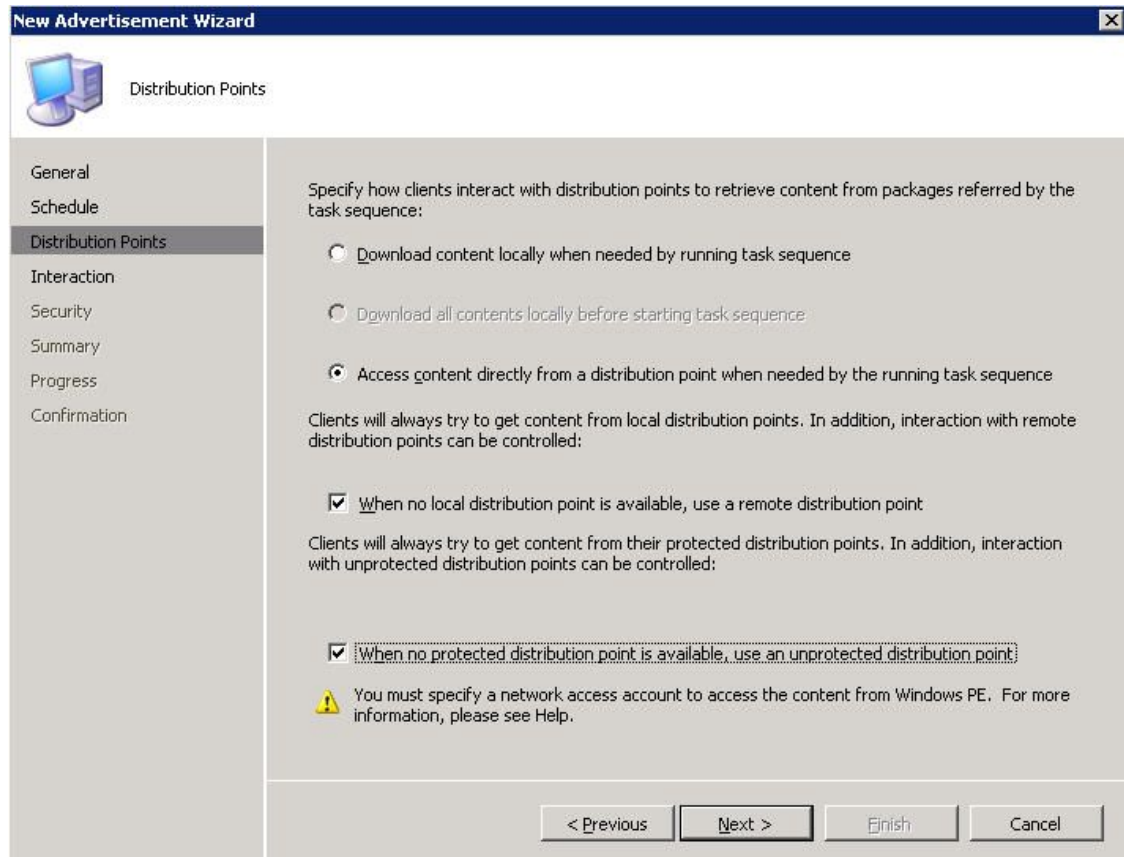 New Advertisement Wizard
Distribution Points
General
Schedule
Distribution Points
Interaction
Security
Summary
Progress
Confirmation
Specify how clients interact with distribution points to retrieve content from packages referred by the
task sequence:
Download content locally when needed by running task sequence
Download all contents locally before starting task sequence
Access content directly from a distribution point when needed by the running task sequence
Clients will always try to get content from local distribution points. In addition, interaction with remote
distribution points can be controlled:
When no local distribution point is available, use a remote distribution point
Clients will always try to get content from their protected distribution points. In addition, interaction
with unprotected distribution points can be controlled:
When no protected distribution point is available, use an unprotected distribution point
You must specify a network access account to access the content from Windows PE. For more
information, please see Help.
< Previous
Next >
Finish
Cancel